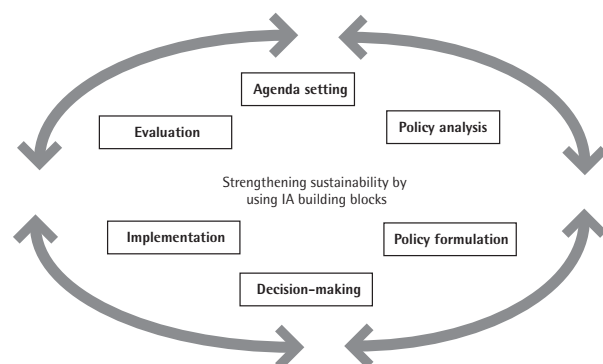 Agenda setting
Evaluation
Policy analysis
Strengthening sustainability by
using IA building blocks
Implementation
Policy formulation
Decision-making